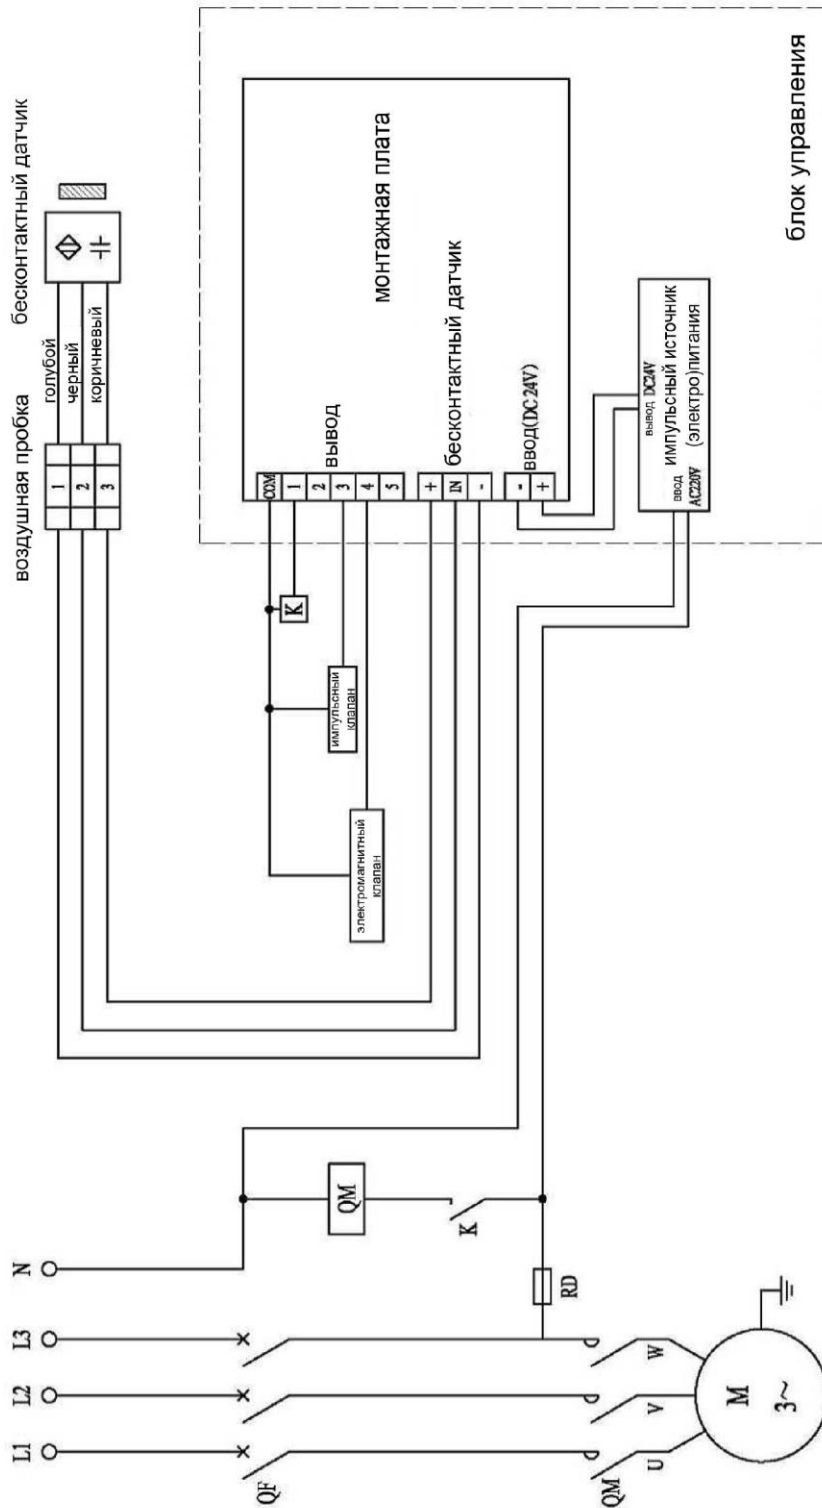 воздушная пробка
бесконтактный датчик
голубой
черный
коричневый
1
2
3
блок управления
монтажная плата
вывод
COM
1
2
3
4
5
бесконтактный датчик
+
IN
-
ввод(DC 24V)
-
+
K
импульсный
клапан
электромагнитный
клапан
вывод DC24V
импульсный источник
(электро)питания
ввод
AC220V
L1
L2
L3
N
QF
QM
K
RD
QM
U
V
W
M
3~